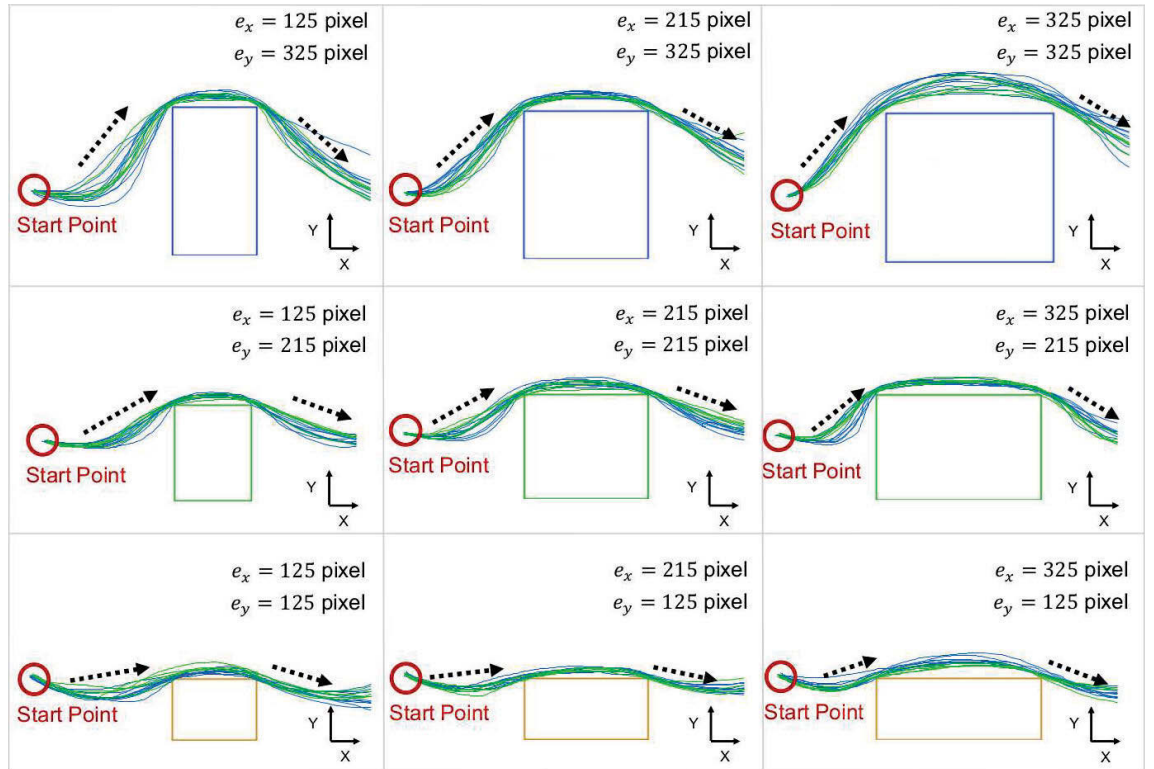 e_x = 125 pixel
e_y = 325 pixel
Start Point
Y
X
e_x = 215 pixel
e_y = 325 pixel
Start Point
Y
X
e_x = 325 pixel
e_y = 325 pixel
Start Point
Y
X
e_x = 125 pixel
e_y = 215 pixel
Start Point
Y
X
e_x = 215 pixel
e_y = 215 pixel
Start Point
Y
X
e_x = 325 pixel
e_y = 215 pixel
Start Point
Y
X
e_x = 125 pixel
e_y = 125 pixel
Start Point
Y
X
e_x = 215 pixel
e_y = 125 pixel
Start Point
Y
X
e_x = 325 pixel
e_y = 125 pixel
Start Point
Y
X